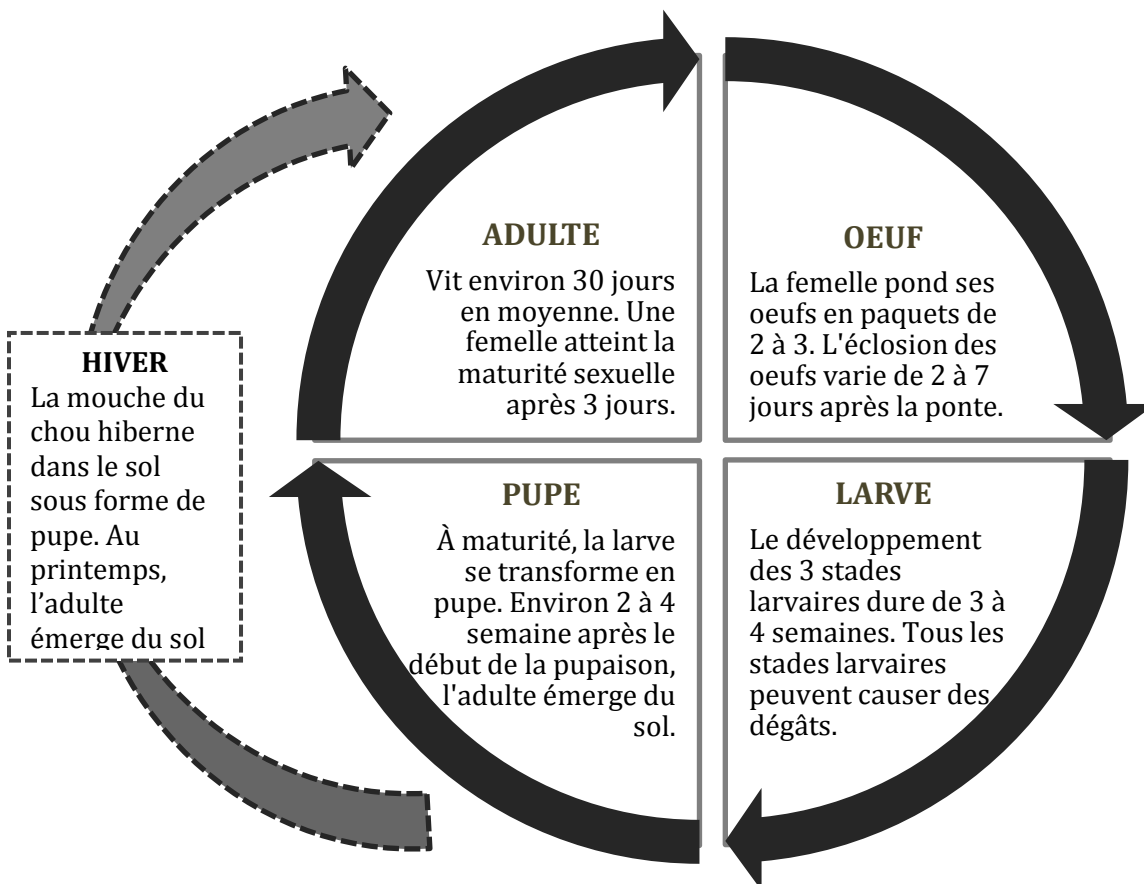 ADULTE
Vit environ 30 jours
en moyenne. Une
femelle atteint la
maturité sexuelle
après 3 jours.
OEUF
La femelle pond ses
oeufs en paquets de
2 à 3. L'éclosion des
oeufs varie de 2 à 7
jours après la ponte.
HIVER
La mouche du
chou hiberne
dans le sol
sous forme de
pupe. Au
printemps,
l’adulte
émerge du sol
PUPE
À maturité, la larve
se transforme en
pupe. Environ 2 à 4
semaine après le
début de la pupaison,
l'adulte émerge du
sol.
LARVE
Le développement
des 3 stades
larvaires dure de 3 à
4 semaines. Tous les
stades larvaires
peuvent causer des
dégâts.